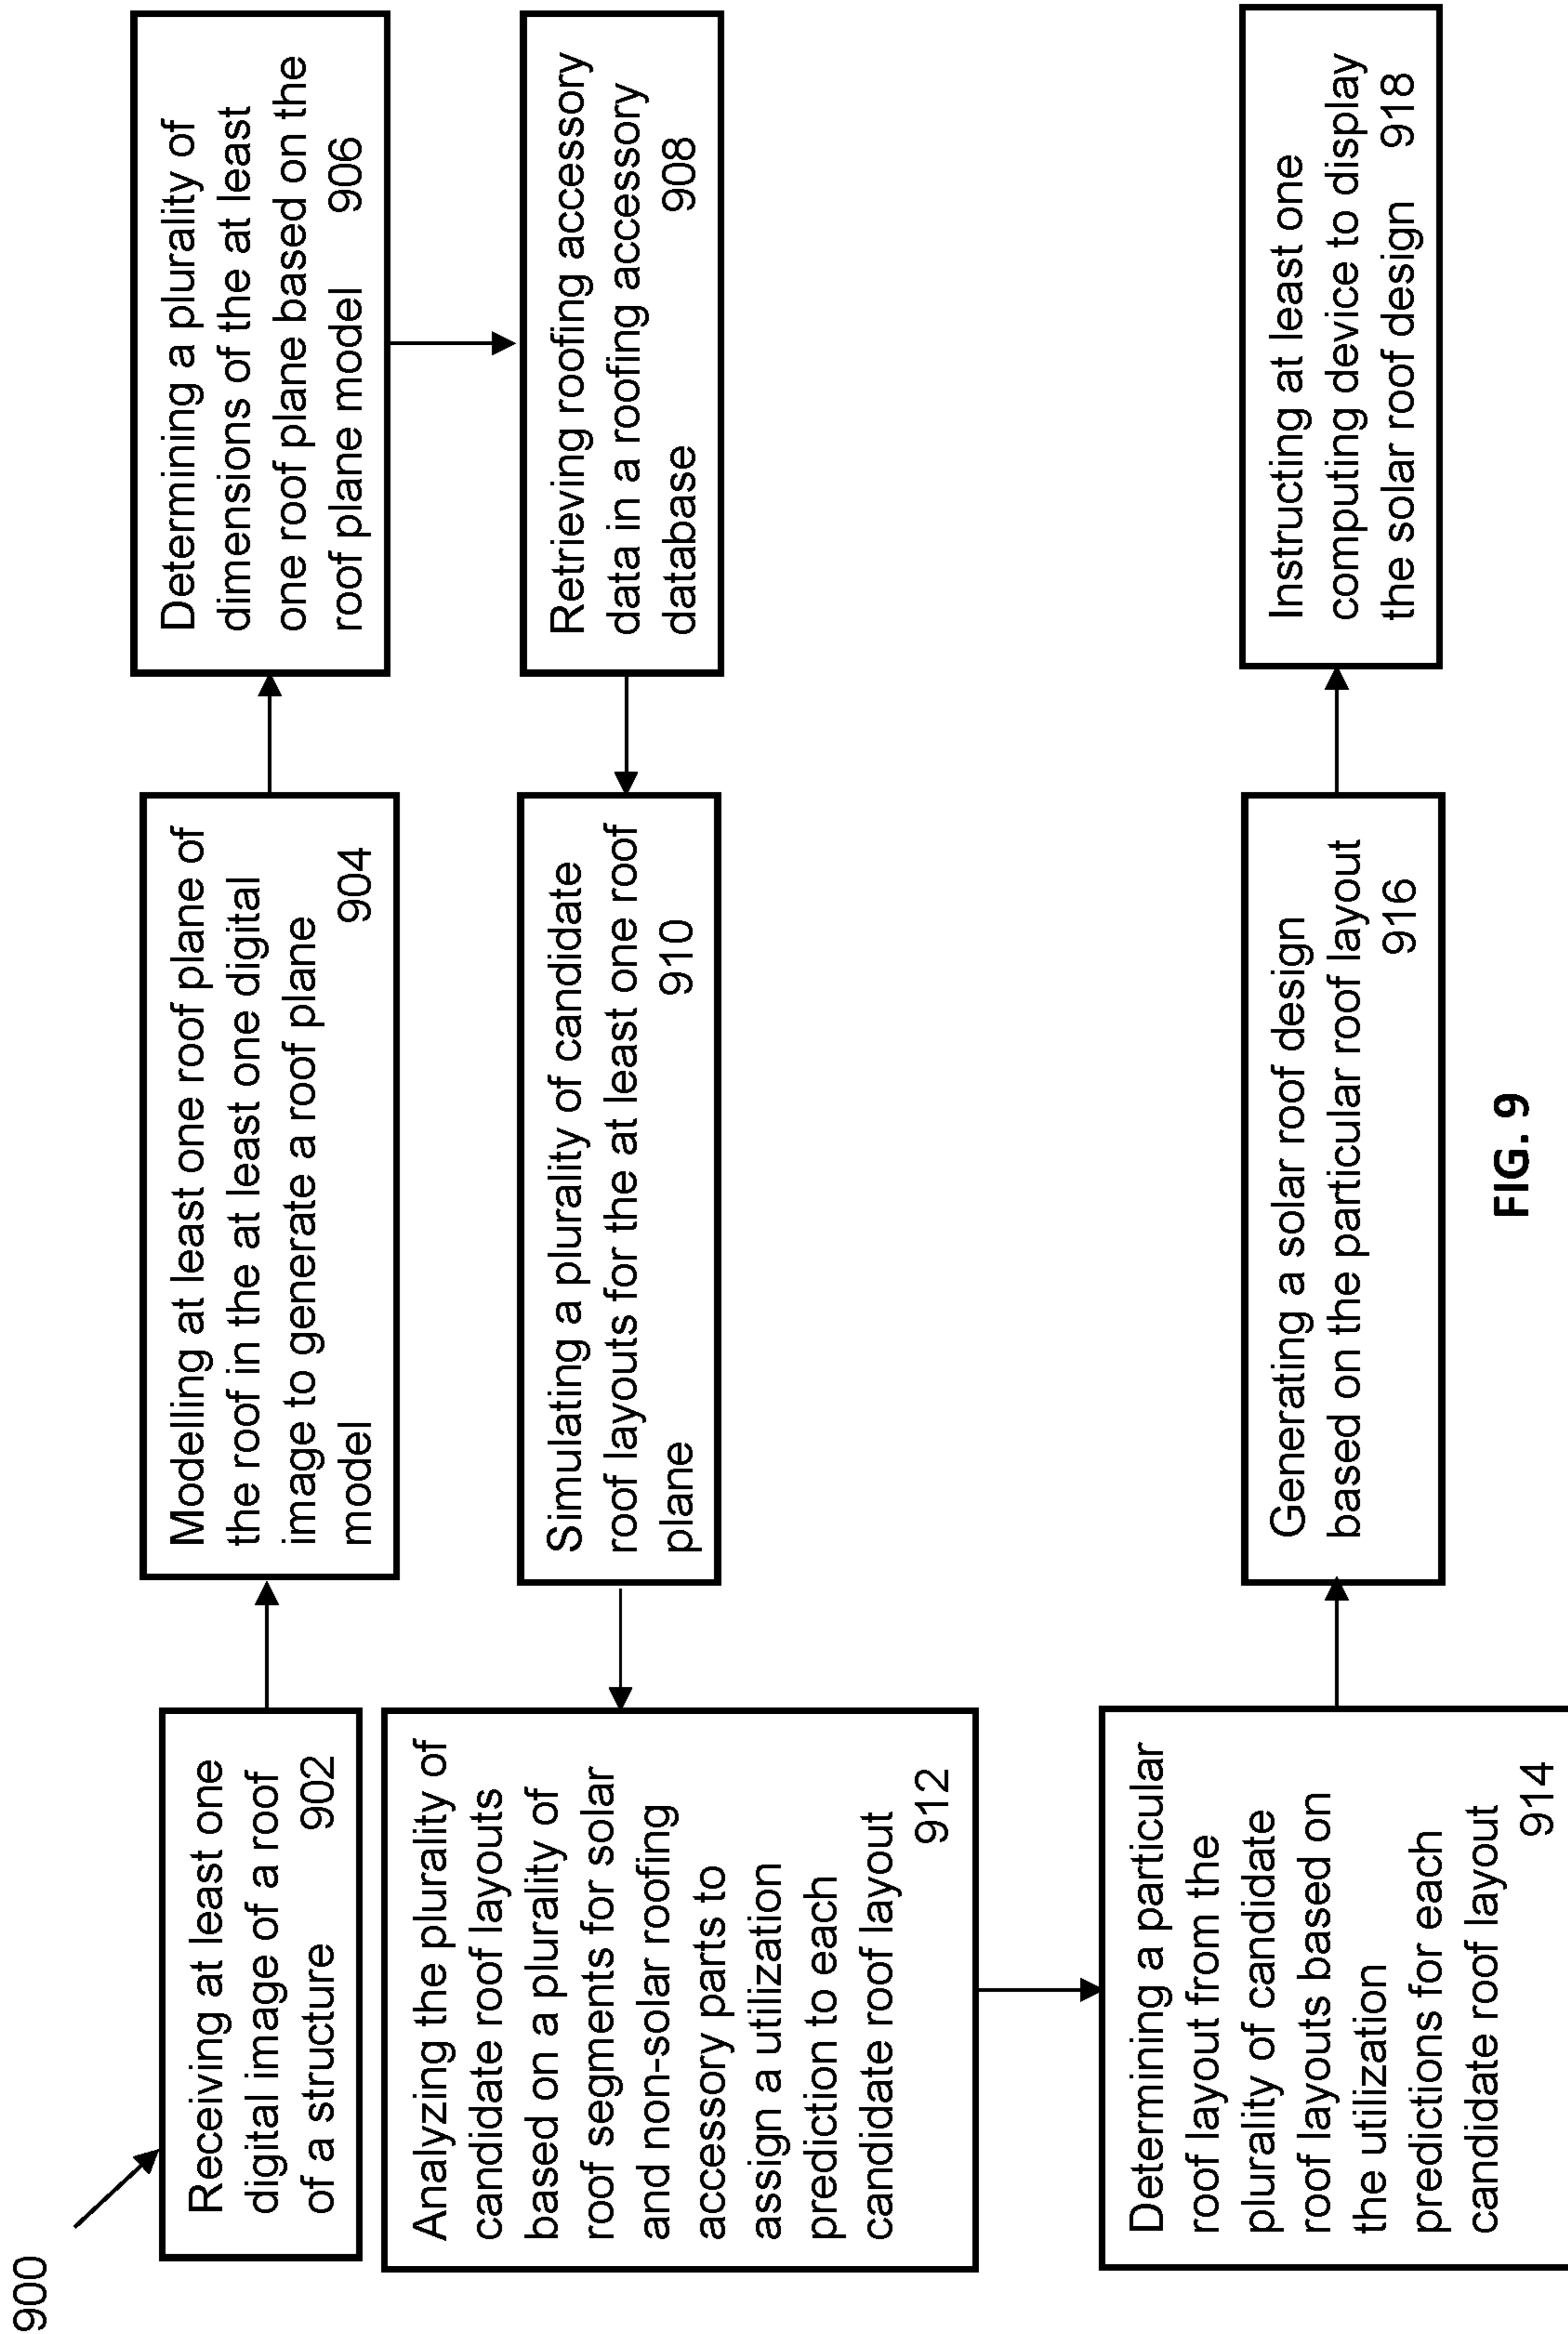 900
Receiving at least one
digital image of a roof
of a structure 902
Modelling at least one roof plane of
the roof in the at least one digital
image to generate a roof plane
model 904
Determining a plurality of
dimensions of the at least
one roof plane based on the
roof plane model 906
Retrieving roofing accessory
data in a roofing accessory
database 908
Simulating a plurality of candidate
roof layouts for the at least one roof
plane 910
Analyzing the plurality of
candidate roof layouts
based on a plurality of
roof segments for solar
and non-solar roofing
accessory parts to
assign a utilization
prediction to each
candidate roof layout
912
Determining a particular
roof layout from the
plurality of candidate
roof layouts based on
the utilization
predictions for each
candidate roof layout
914
Generating a solar roof design
based on the particular roof layout
916
Instructing at least one
computing device to display
the solar roof design 918
FIG. 9